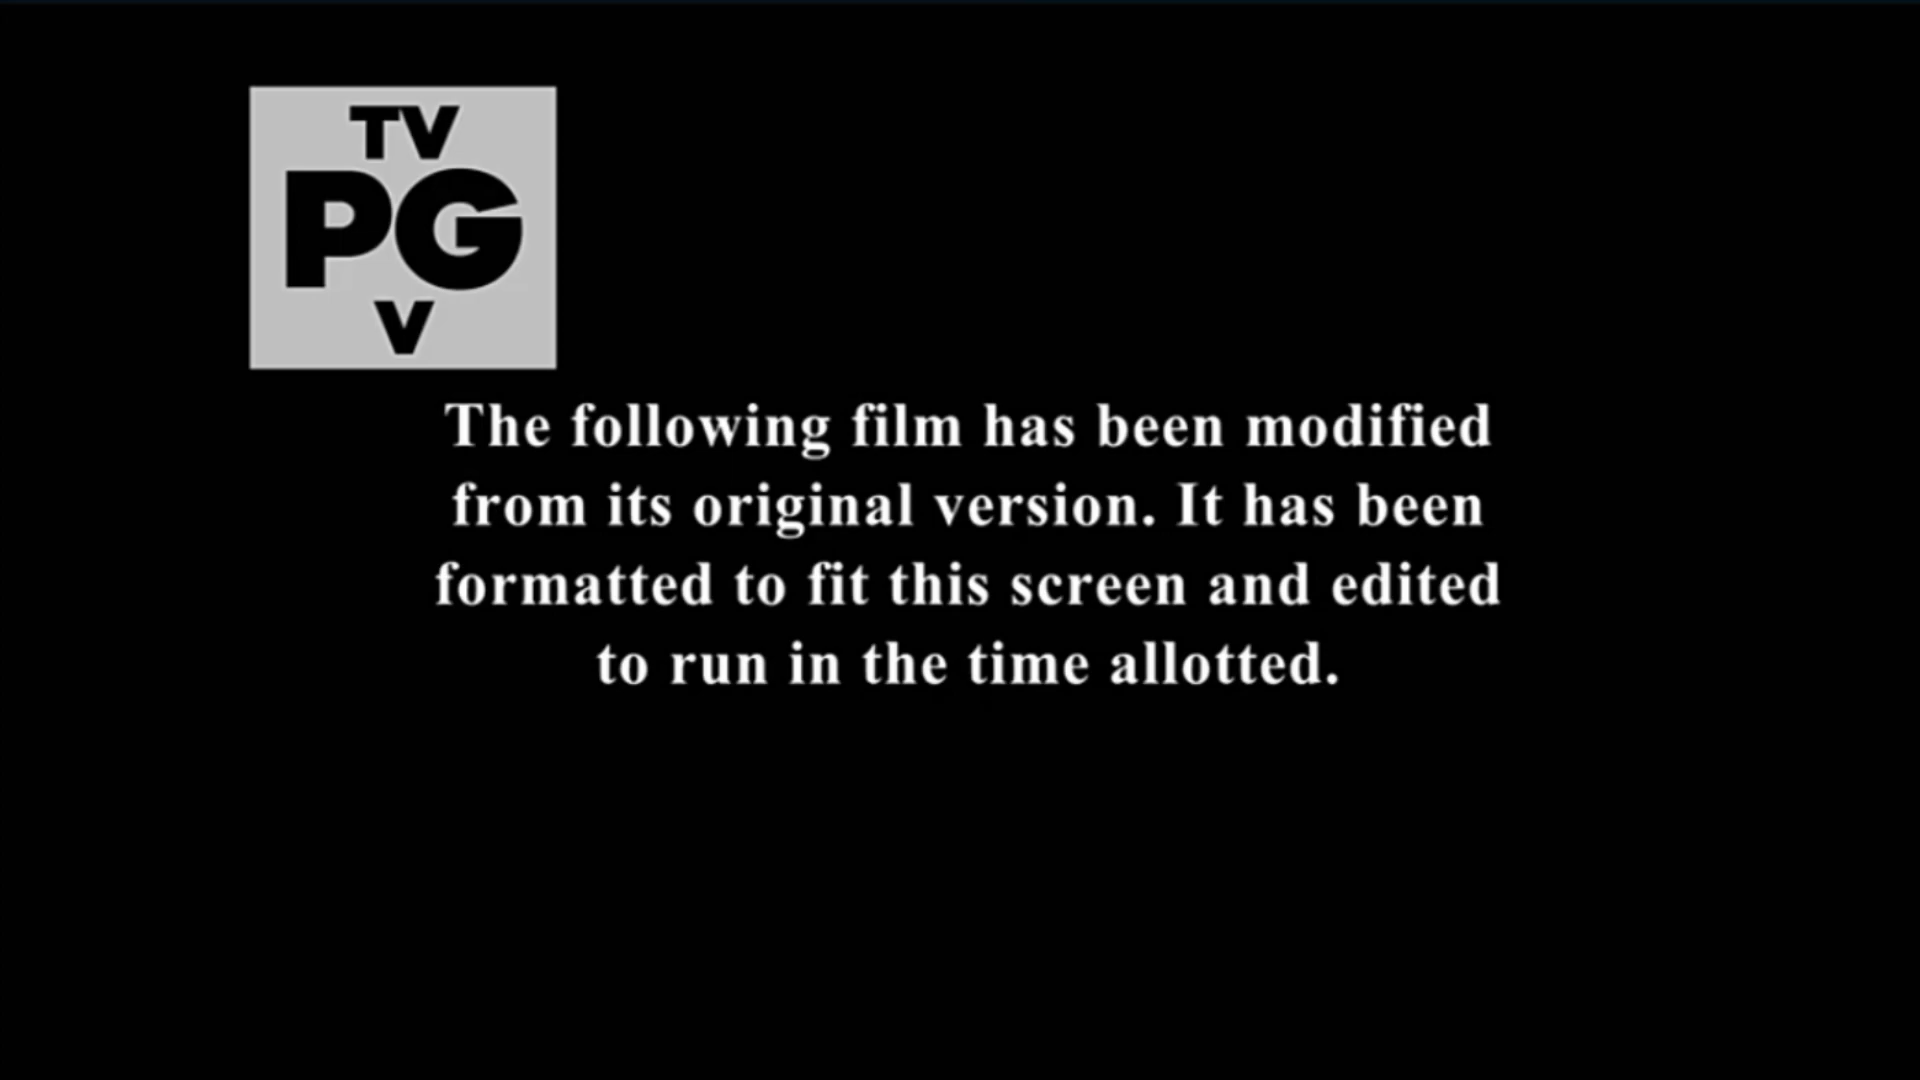 TV
PG
V
The following film has been modified
from its original version. It has been
formatted to fit this screen and edited
to run in the time allotted.